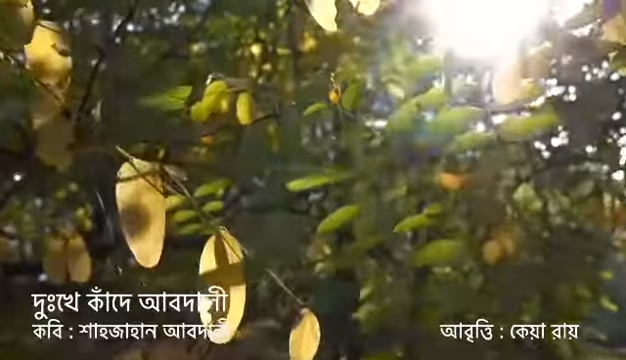 দুঃখে কাঁদে আবদালী
কবি : শাহজাহান আবদালী
আবৃত্তি : কেয়া রায়